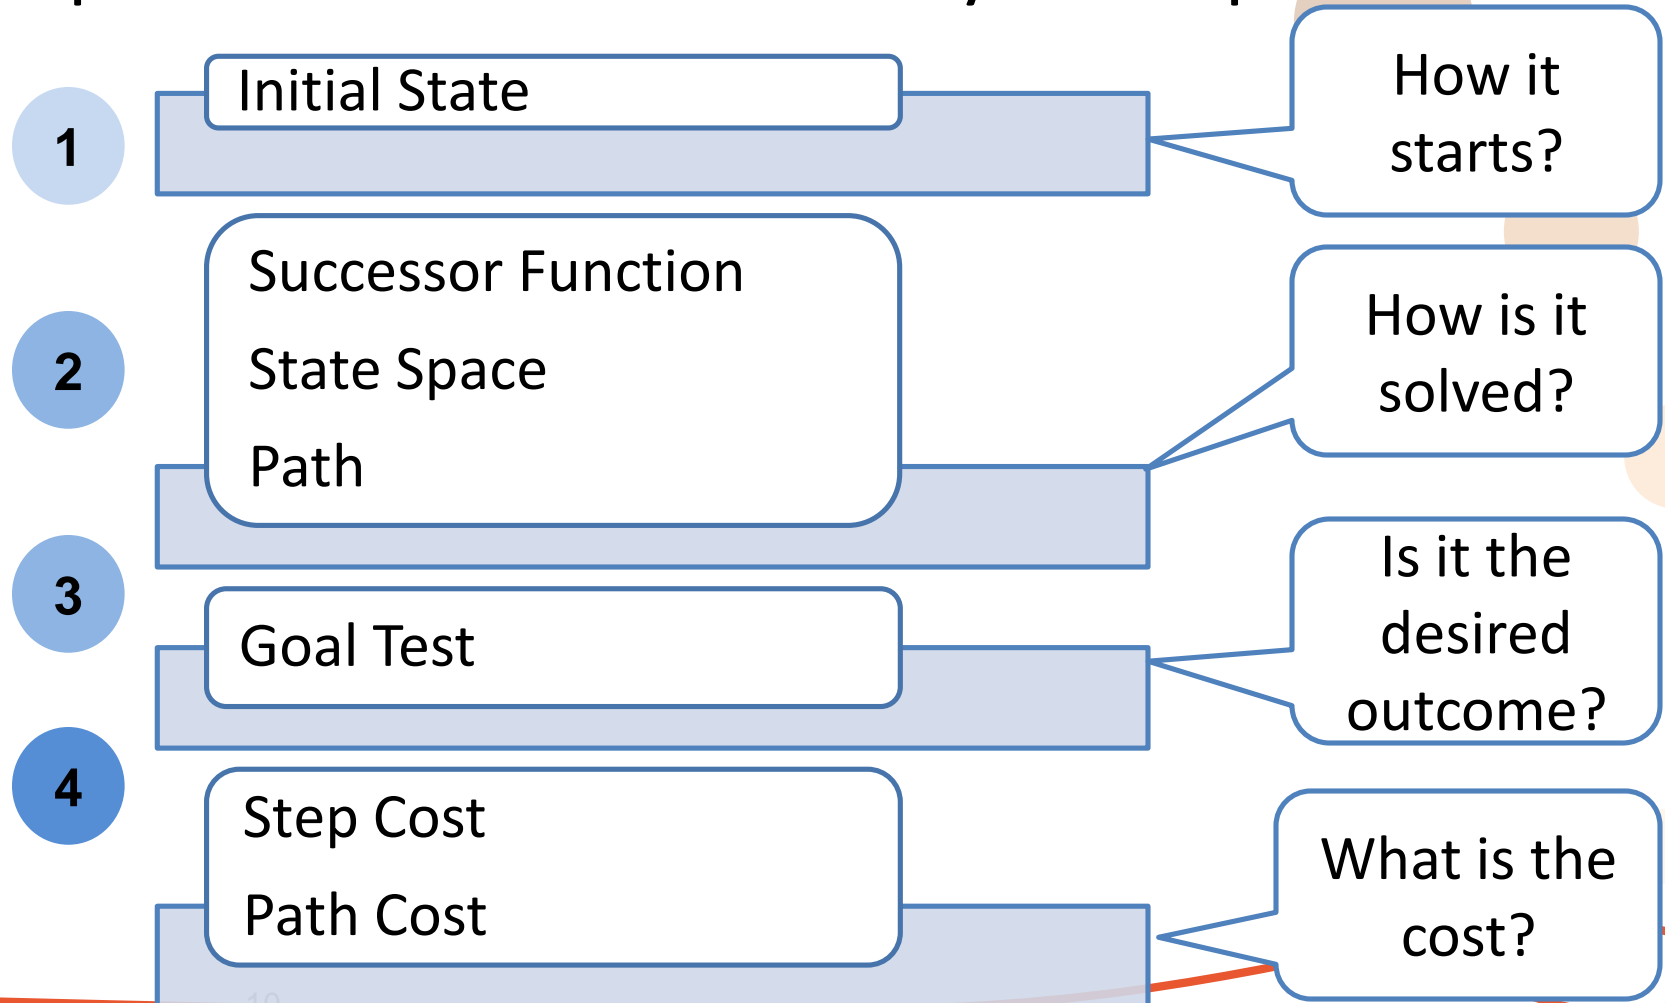 1
Initial State
How it
starts?
2
Successor Function
State Space
Path
How is it
solved?
3
Goal Test
Is it the
desired
outcome?
4
Step Cost
Path Cost
What is the
cost?